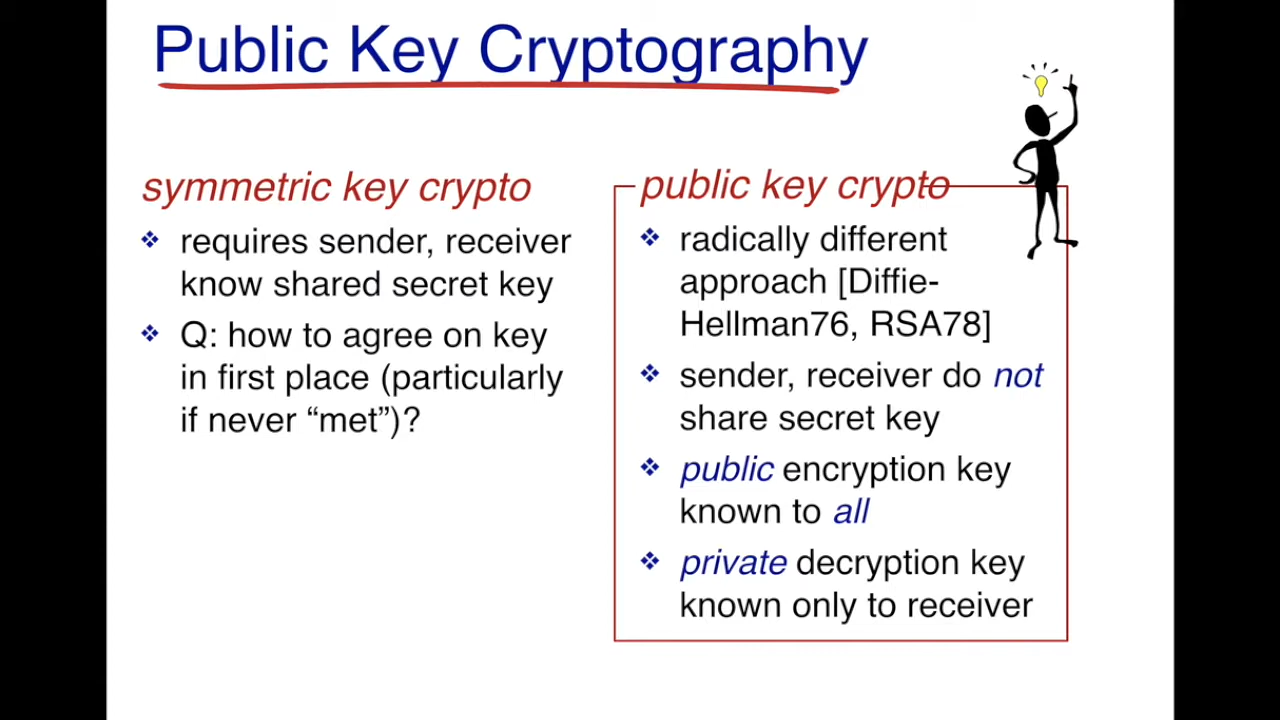 Public Key Cryptography
symmetric key crypto
❖ requires sender, receiver
know shared secret key
❖ Q: how to agree on key
in first place (particularly
if never “met”)?
public key crypto
❖ radically different
approach [Diffie-
Hellman76, RSA78]
❖ sender, receiver do not
share secret key
❖ public encryption key
known to all
❖ private decryption key
known only to receiver